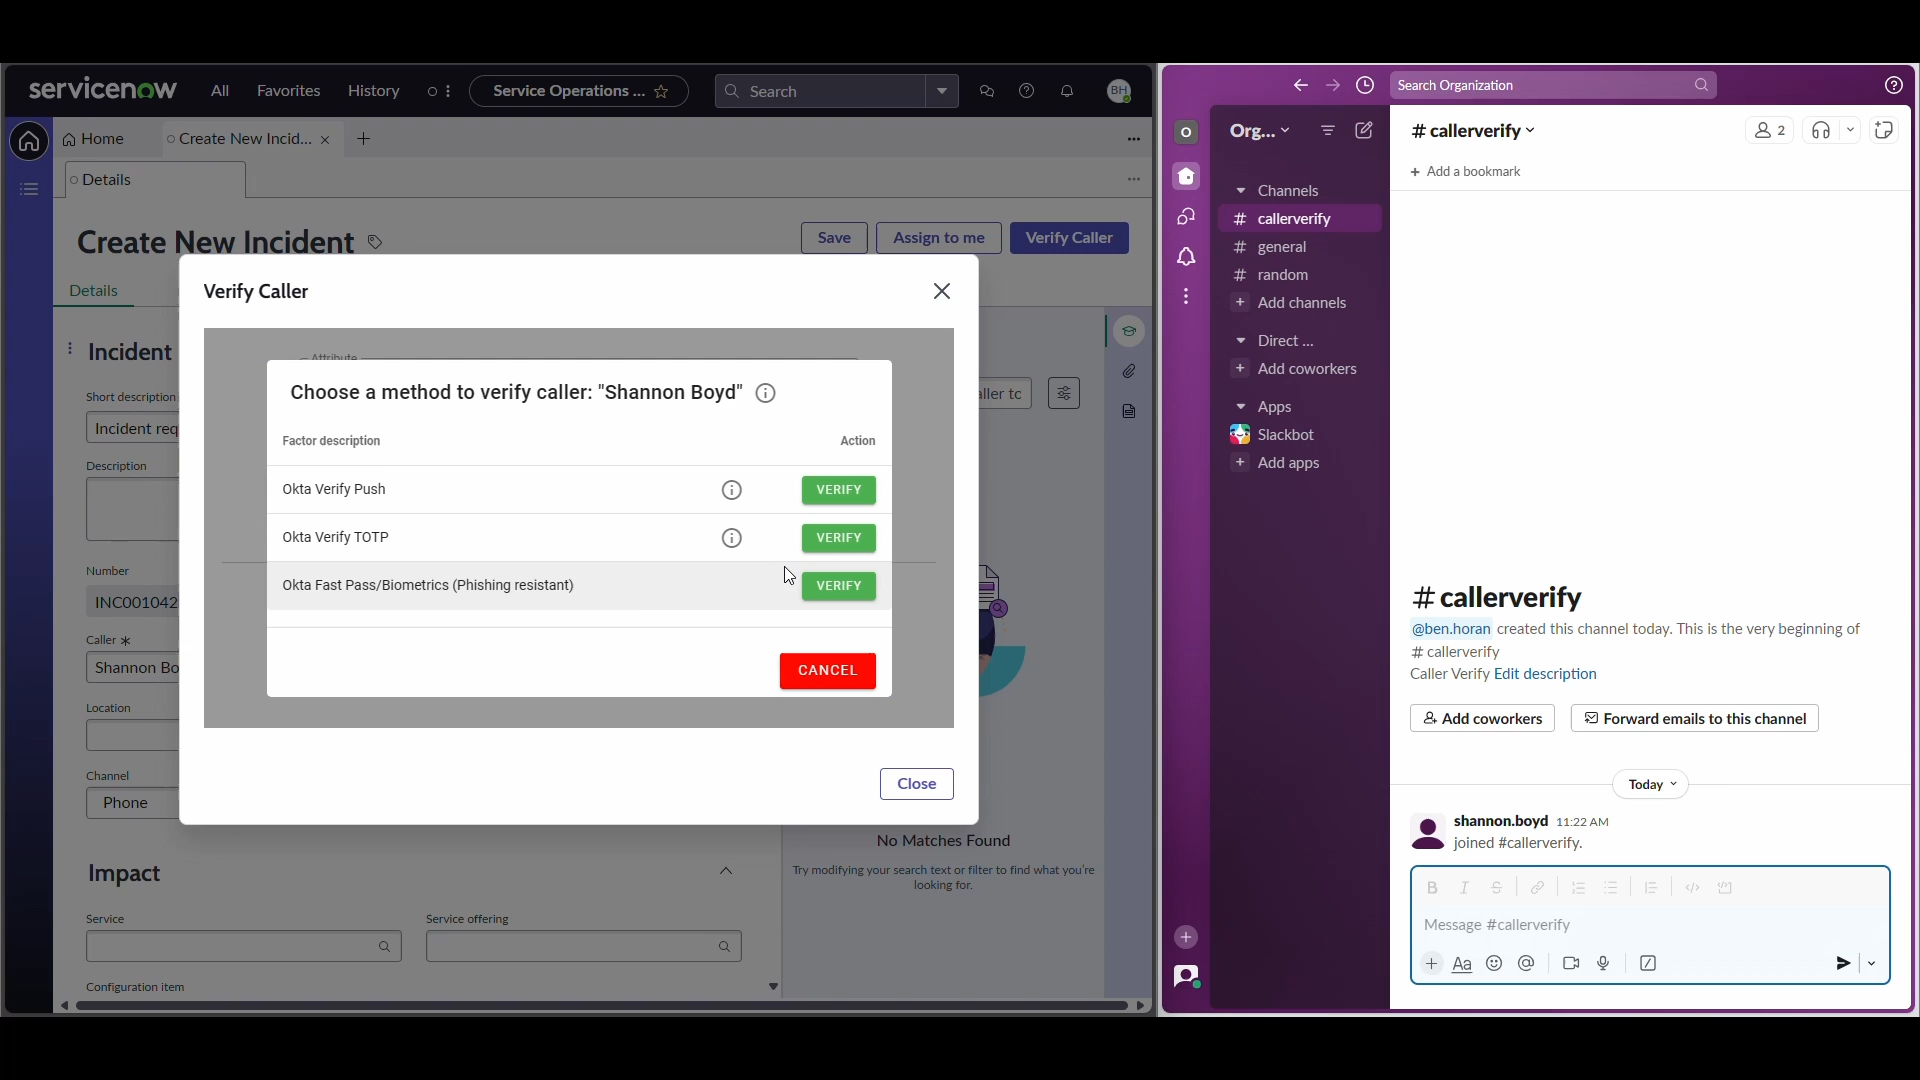 servicenow
All
Favorites
History
Service Operations ...
Search
BH
Home
Create New Incid...
Details
Create New Incident
Save
Assign to me
Verify Caller
Details
Incident
Short description
Incident req
Description
Number
INC001042
Caller
Shannon Bo
Location
Channel
Phone
Impact
Service
Service offering
Configuration item
Verify Caller
Attribute
Choose a method to verify caller: "Shannon Boyd"
Factor description
Action
Okta Verify Push
VERIFY
Okta Verify TOTP
VERIFY
Okta Fast Pass/Biometrics (Phishing resistant)
VERIFY
CANCEL
Close
aller to
No Matches Found
Try modifying your search text or filter to find what you're
looking for.
Search Organization
O
Org...
Channels
# callerverify
# general
# random
+ Add channels
Direct ...
+ Add coworkers
Apps
Slackbot
+ Add apps
# callerverify
2
+ Add a bookmark
# callerverify
@ben.horan created this channel today. This is the very beginning of
# callerverify
Caller Verify Edit description
Add coworkers
Forward emails to this channel
Today
shannon.boyd 11:22 AM
joined #callerverify.
B I S
Message #callerverify
+ Aa @